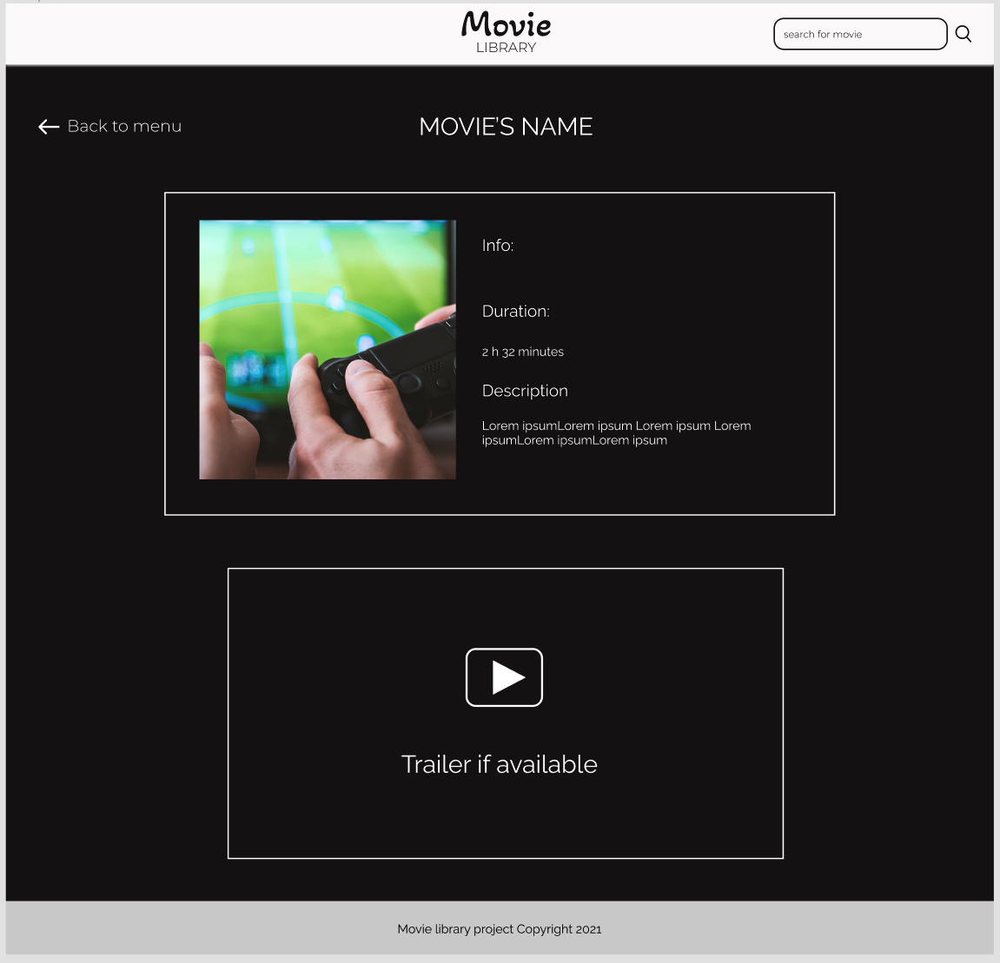 Movie
LIBRARY
search for movie
Back to menu
MOVIE'S NAME
Info:
Duration:
2 h 32 minutes
Description
Lorem ipsumLorem ipsum Lorem ipsum Lorem
ipsumLorem ipsumLorem ipsum
Trailer if available
Movie library project Copyright 2021